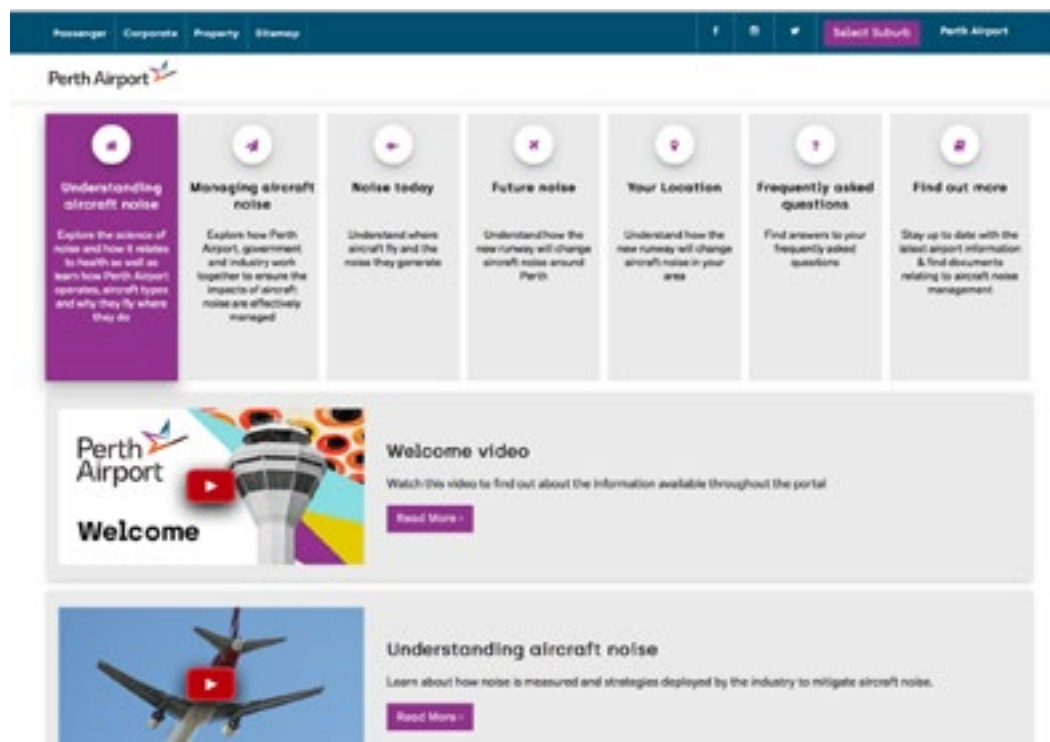 Passenger Corporate Property Sitemap Select Suburb Perth Airport
Perth Airport
Understanding
aircraft noise
Explore the science of
noise and how it relates
to health as well as
learn how Perth Airport
operates, aircraft types
and why they fly where
they do
Managing aircraft
noise
Explore how Perth
Airport, government
and industry work
together to ensure the
impacts of aircraft
noise are effectively
managed
Noise today
Understand where
aircraft fly and the
noise they generate
Future noise
Understand how the
new runway will change
aircraft noise around
Perth
Your Location
Understand how the
new runway will change
aircraft noise in your
area
Frequently asked
questions
Find answers to your
frequently asked
questions
Find out more
Stay up to date with the
latest airport information
& find documents
relating to aircraft noise
management
Perth
Airport
Welcome
Welcome video
Watch this video to find out about the information available throughout the portal
Read More ›
Understanding aircraft noise
Learn about how noise is measured and strategies deployed by the industry to mitigate aircraft noise.
Read More ›